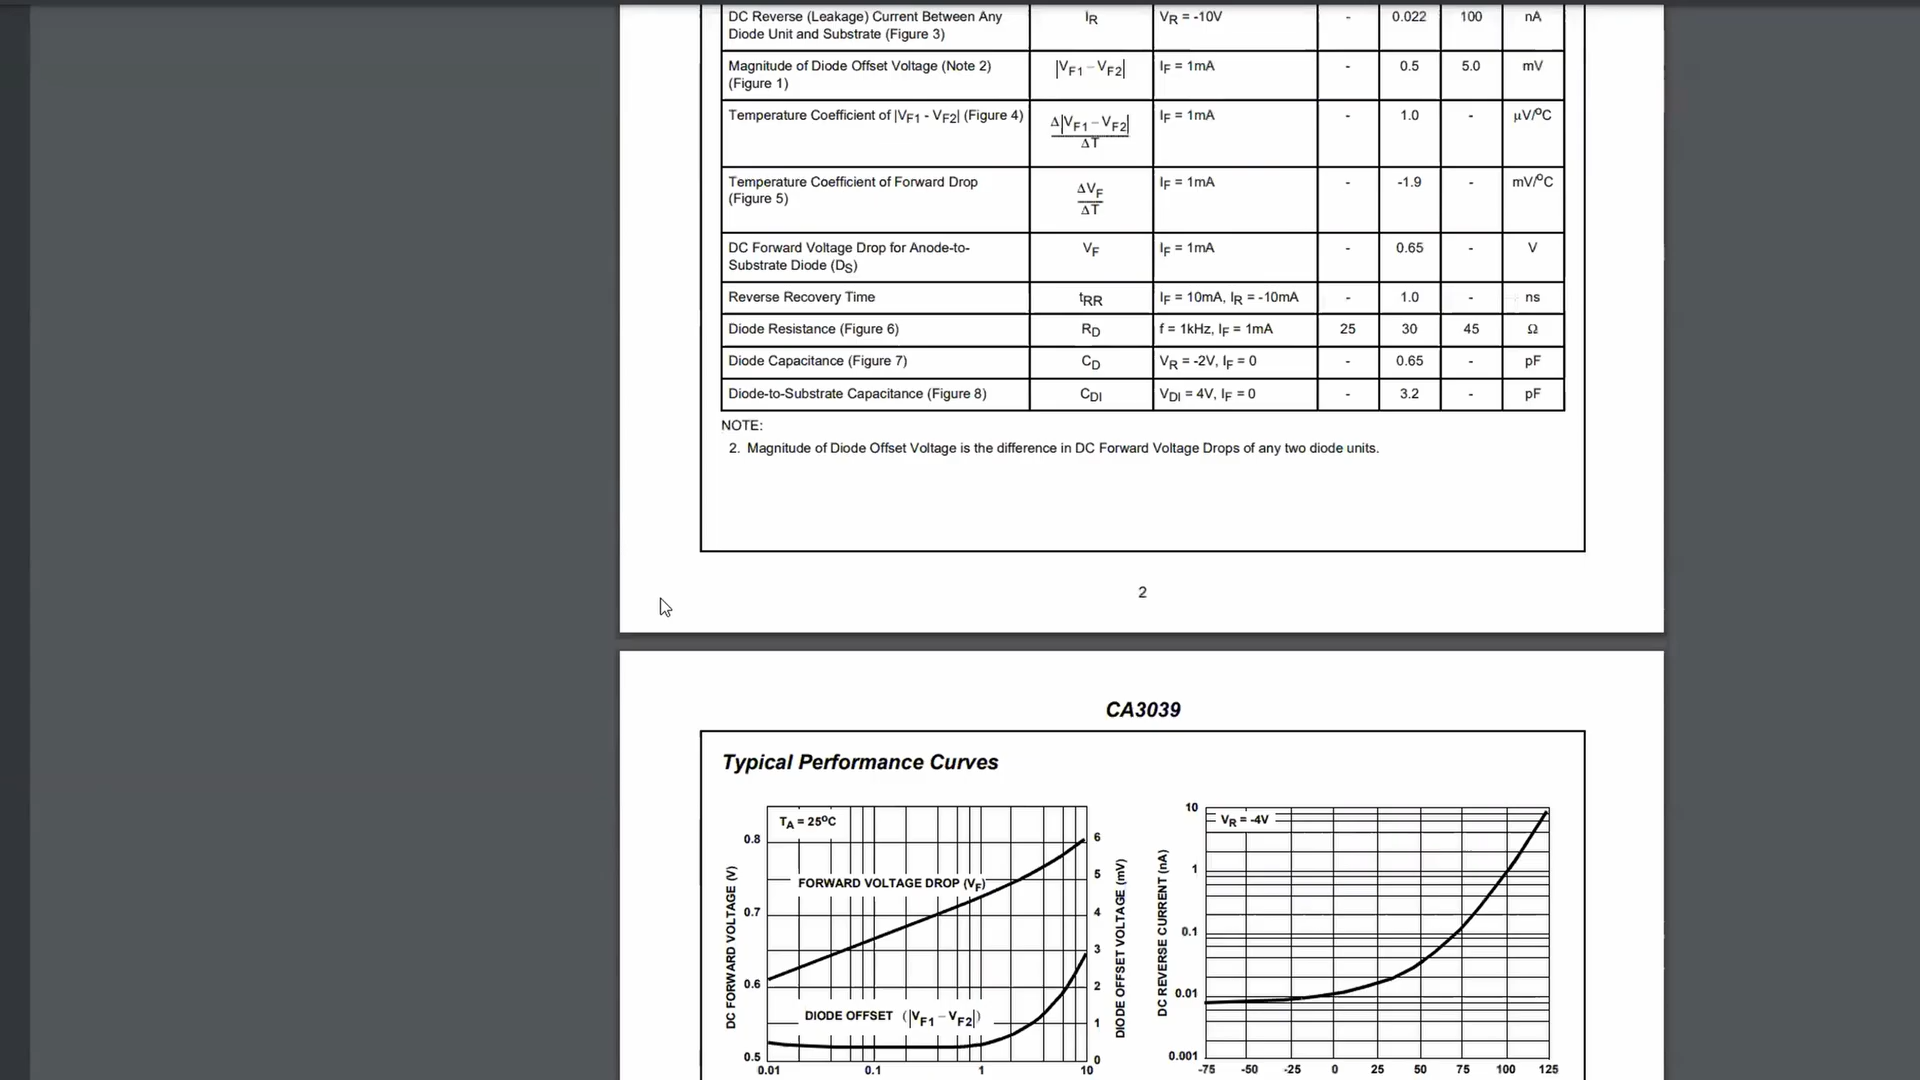 DC Reverse (Leakage) Current Between Any Diode Unit and Substrate (Figure 3) IR VR = -10V - 0.022 100 nA
Magnitude of Diode Offset Voltage (Note 2) (Figure 1) |VF1 – VF2| IF = 1mA - 0.5 5.0 mV
Temperature Coefficient of |VF1 - VF2| (Figure 4) Δ|VF1 – VF2| ΔT IF = 1mA - 1.0 - μV/°C
Temperature Coefficient of Forward Drop (Figure 5) ΔVF ΔT IF = 1mA - -1.9 - mV/°C
DC Forward Voltage Drop for Anode-to-Substrate Diode (DS) VF IF = 1mA - 0.65 - V
Reverse Recovery Time tRR IF = 10mA, IR = -10mA - 1.0 - ns
Diode Resistance (Figure 6) RD f = 1kHz, IF = 1mA 25 30 45 Ω
Diode Capacitance (Figure 7) CD VR = -2V, IF = 0 - 0.65 - pF
Diode-to-Substrate Capacitance (Figure 8) CDI VDI = 4V, IF = 0 - 3.2 - pF
NOTE:
2. Magnitude of Diode Offset Voltage is the difference in DC Forward Voltage Drops of any two diode units.
2
CA3039
Typical Performance Curves
TA = 25°C
FORWARD VOLTAGE DROP (VF)
DIODE OFFSET (|VF1 – VF2|)
DC FORWARD VOLTAGE (V)
0.8
0.7
0.6
0.5
DIODE OFFSET VOLTAGE (mV)
6
5
4
3
2
1
0
0.01 0.1 1 10
VR = -4V
DC REVERSE CURRENT (nA)
10
1
0.1
0.01
0.001
-75 -50 -25 0 25 50 75 100 125